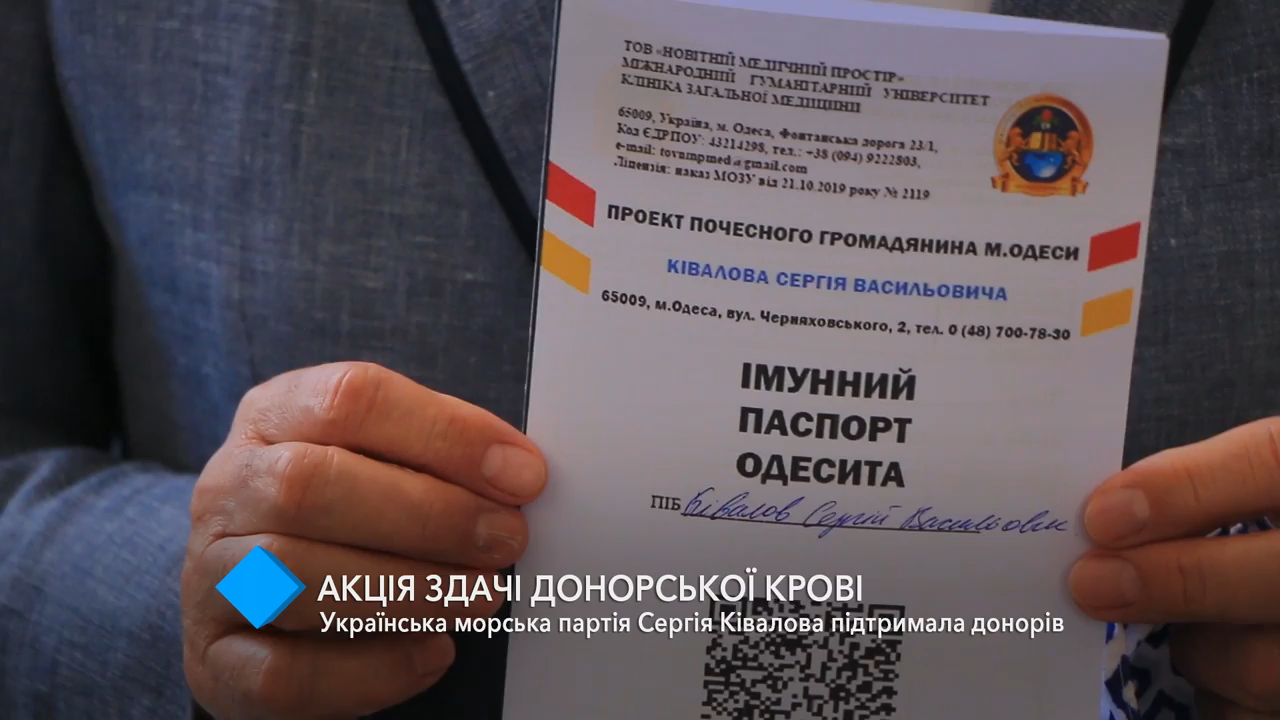 ТОВ «НОВІТНІЙ МЕДИЧНИЙ ПРОСТІР»
МІЖНАРОДНИЙ ГУМАНІТАРНИЙ УНІВЕРСИТЕТ
КЛІНІКА ЗАГАЛЬНОЇ МЕДИЦИНИ
65009, Україна, м. Одеса, Фонтанська дорога 23/1,
Код ЄДРПОУ: 43214298, тел.: +38 (094) 9222803,
e-mail: tovnmpmed@gmail.com
Ліцензія: наказ МОЗУ від 21.10.2019 року № 2119
ПРОЕКТ ПОЧЕСНОГО ГРОМАДЯНИНА М.ОДЕСИ
КІВАЛОВА СЕРГІЯ ВАСИЛЬОВИЧА
65009, м.Одеса, вул. Черняховського, 2, тел. 0 (48) 700-78-30
ІМУННИЙ
ПАСПОРТ
ОДЕСИТА
ПІБ Ківалов Сергій Васильович
АКЦІЯ ЗДАЧІ ДОНОРСЬКОЇ КРОВІ
Українська морська партія Сергія Ківалова підтримала донорів